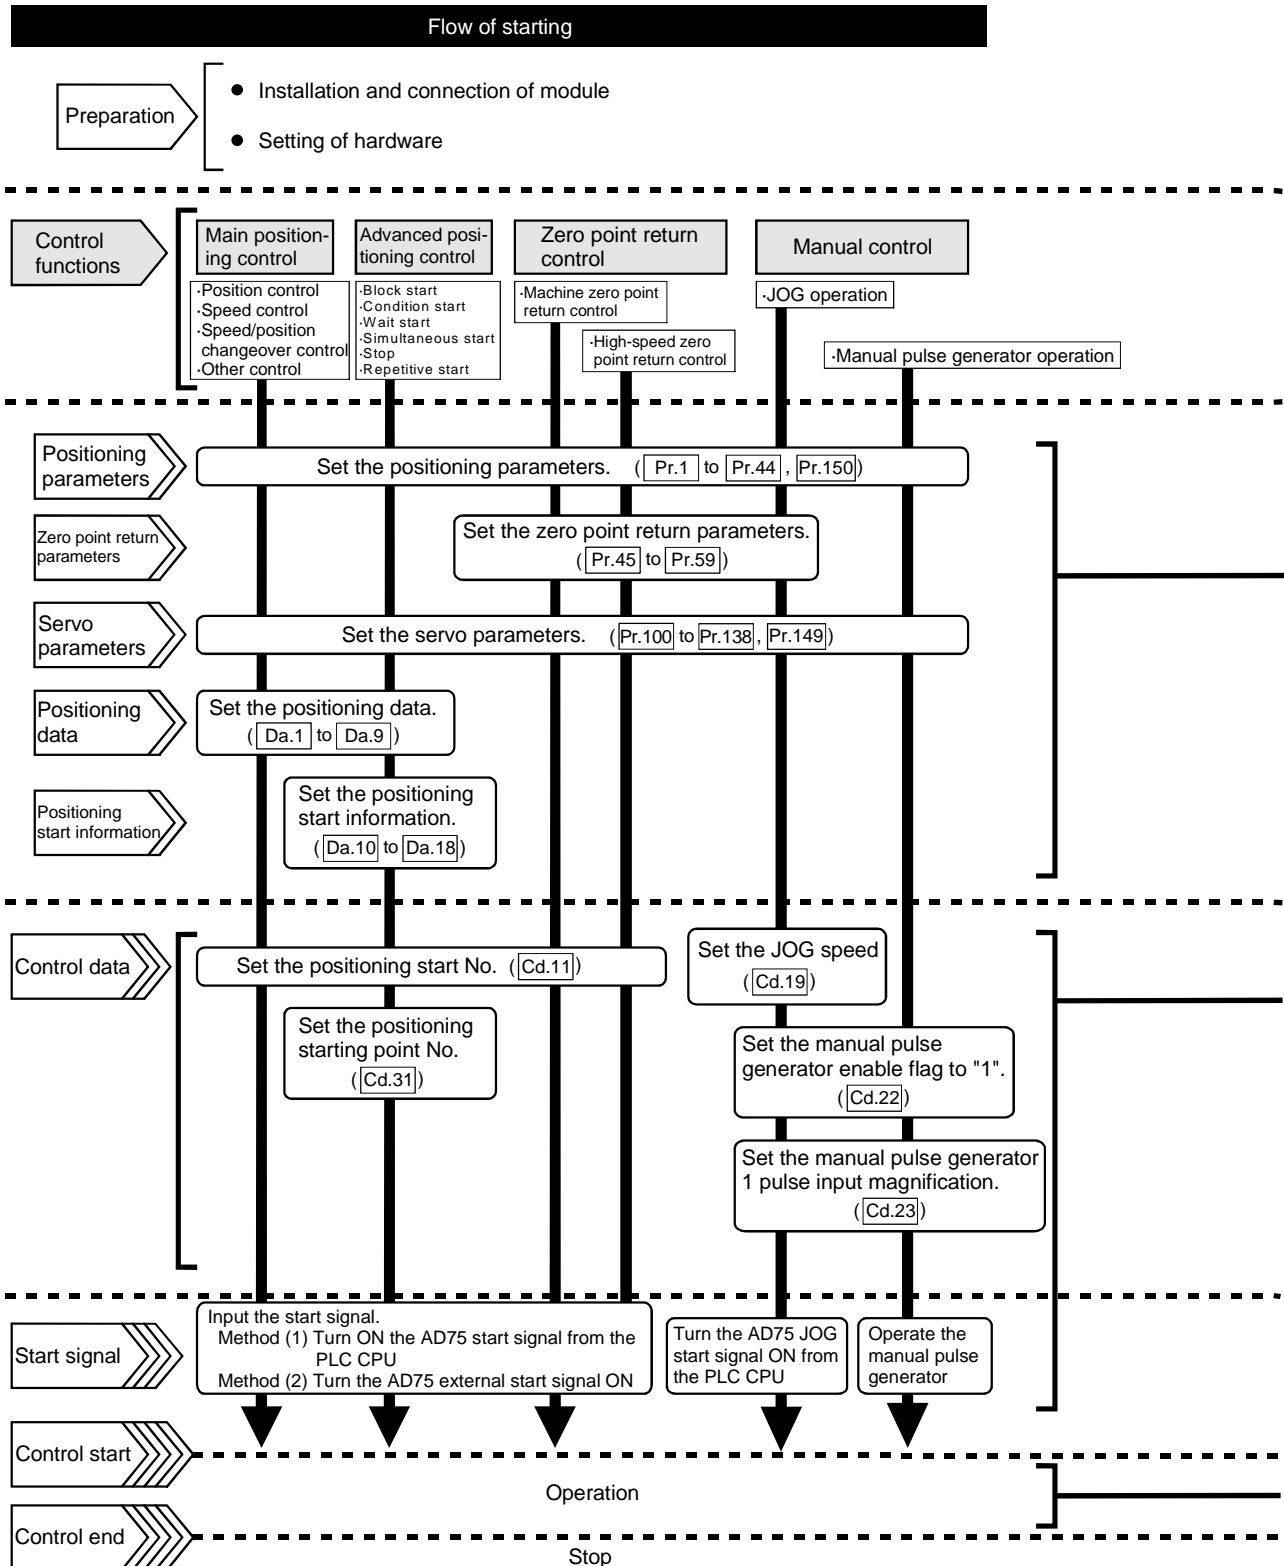 Flow of starting
Preparation
● Installation and connection of module
● Setting of hardware
Control
functions
Main position-
ing control
·Position control
·Speed control
·Speed/position
changeover control
·Other control
Advanced posi-
tioning control
·Block start
·Condition start
·Wait start
·Simultaneous start
·Stop
·Repetitive start
Zero point return
control
·Machine zero point
return control
·High-speed zero
point return control
Manual control
·JOG operation
·Manual pulse generator operation
Positioning
parameters
Set the positioning parameters. ( Pr.1 to Pr.44 , Pr.150 )
Zero point return
parameters
Set the zero point return parameters.
( Pr.45 to Pr.59 )
Servo
parameters
Set the servo parameters. ( Pr.100 to Pr.138 , Pr.149 )
Positioning
data
Set the positioning data.
( Da.1 to Da.9 )
Positioning
start information
Set the positioning
start information.
( Da.10 to Da.18 )
Control data
Set the positioning start No. ( Cd.11 )
Set the JOG speed
( Cd.19 )
Set the positioning
starting point No.
( Cd.31 )
Set the manual pulse
generator enable flag to "1".
( Cd.22 )
Set the manual pulse generator
1 pulse input magnification.
( Cd.23 )
Start signal
Input the start signal.
Method (1) Turn ON the AD75 start signal from the
PLC CPU
Method (2) Turn the AD75 external start signal ON
Turn the AD75 JOG
start signal ON from
the PLC CPU
Operate the
manual pulse
generator
Control start
Operation
Control end
Stop